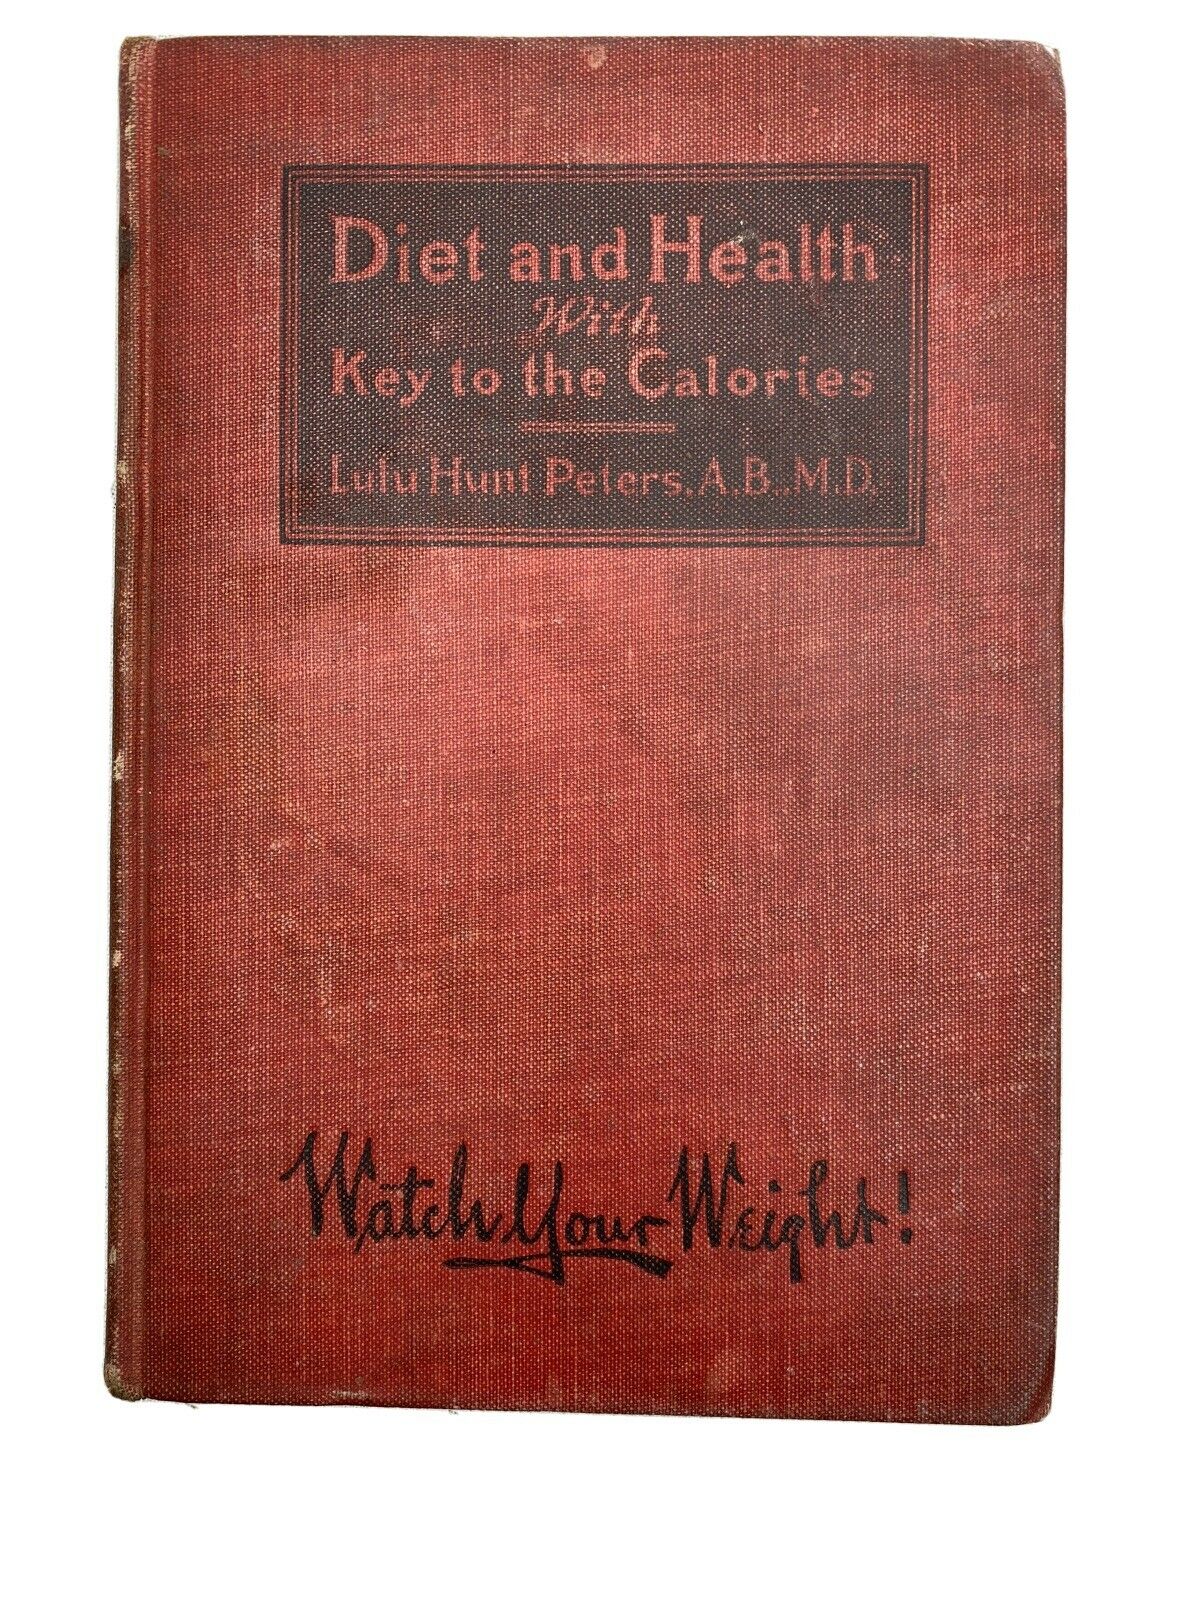 Diet and Health
With
Key to the Calories
Lulu Hunt Peters, A.B., M.D.
Watch Your Weight!